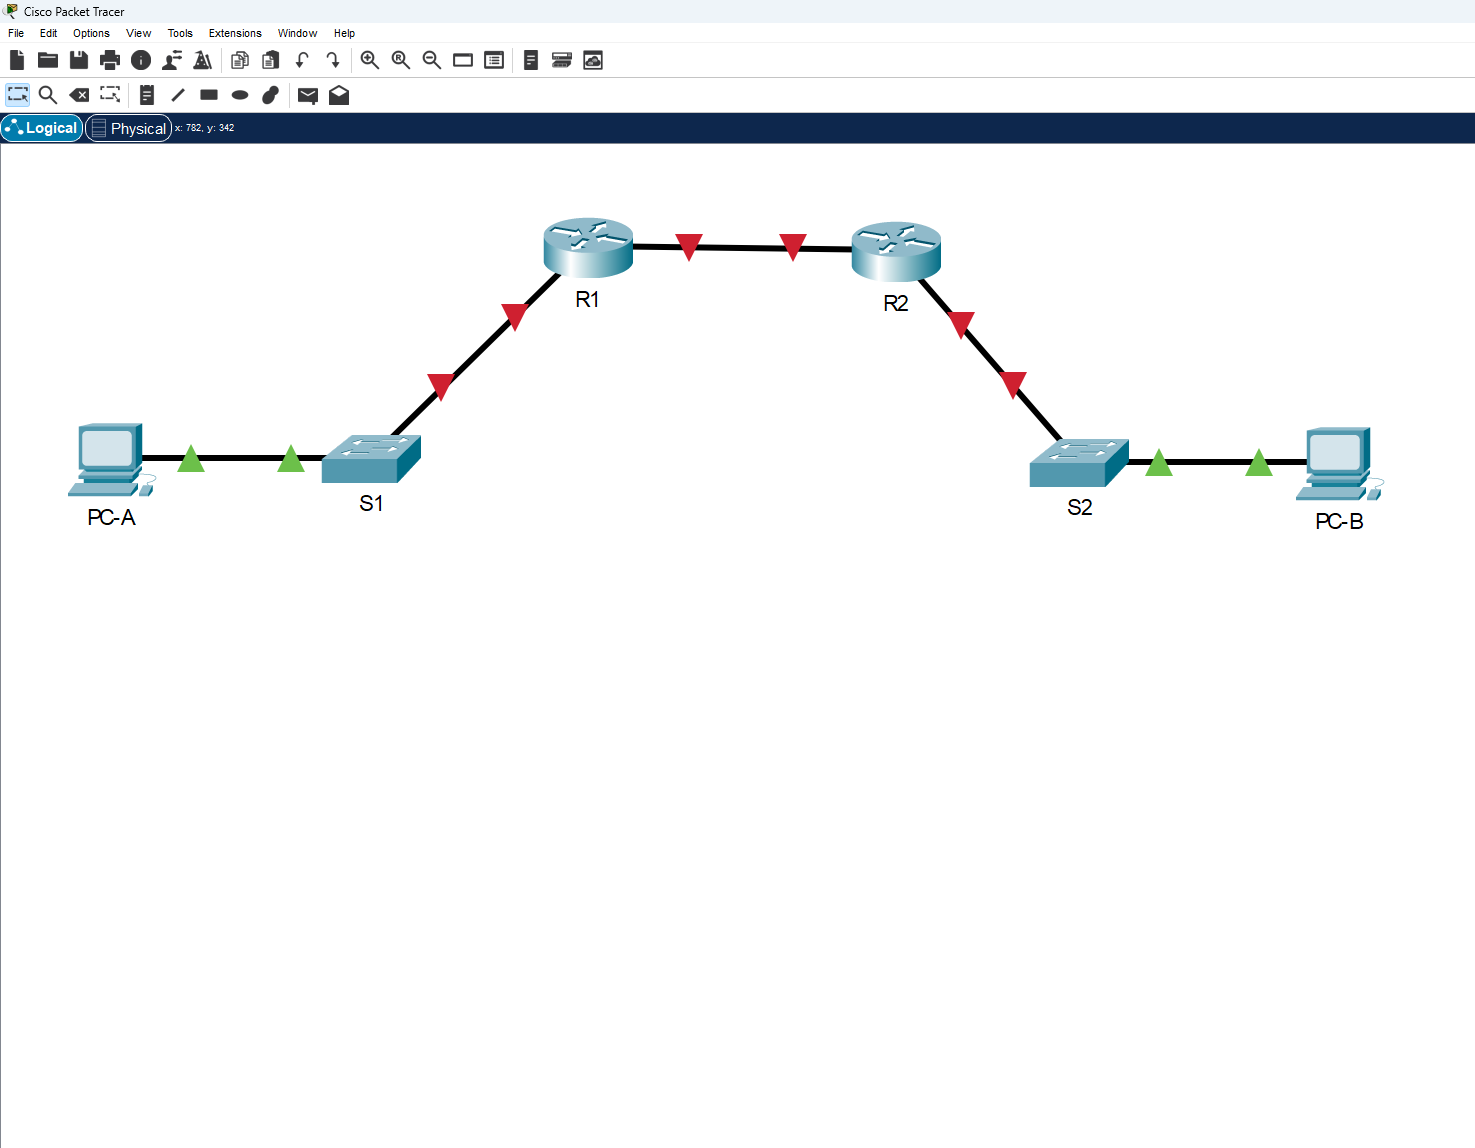 Cisco Packet Tracer
File Edit Options View Tools Extensions Window Help
Logical Physical x: 782, y: 342
R1
R2
S1
S2
PC-A
PC-B